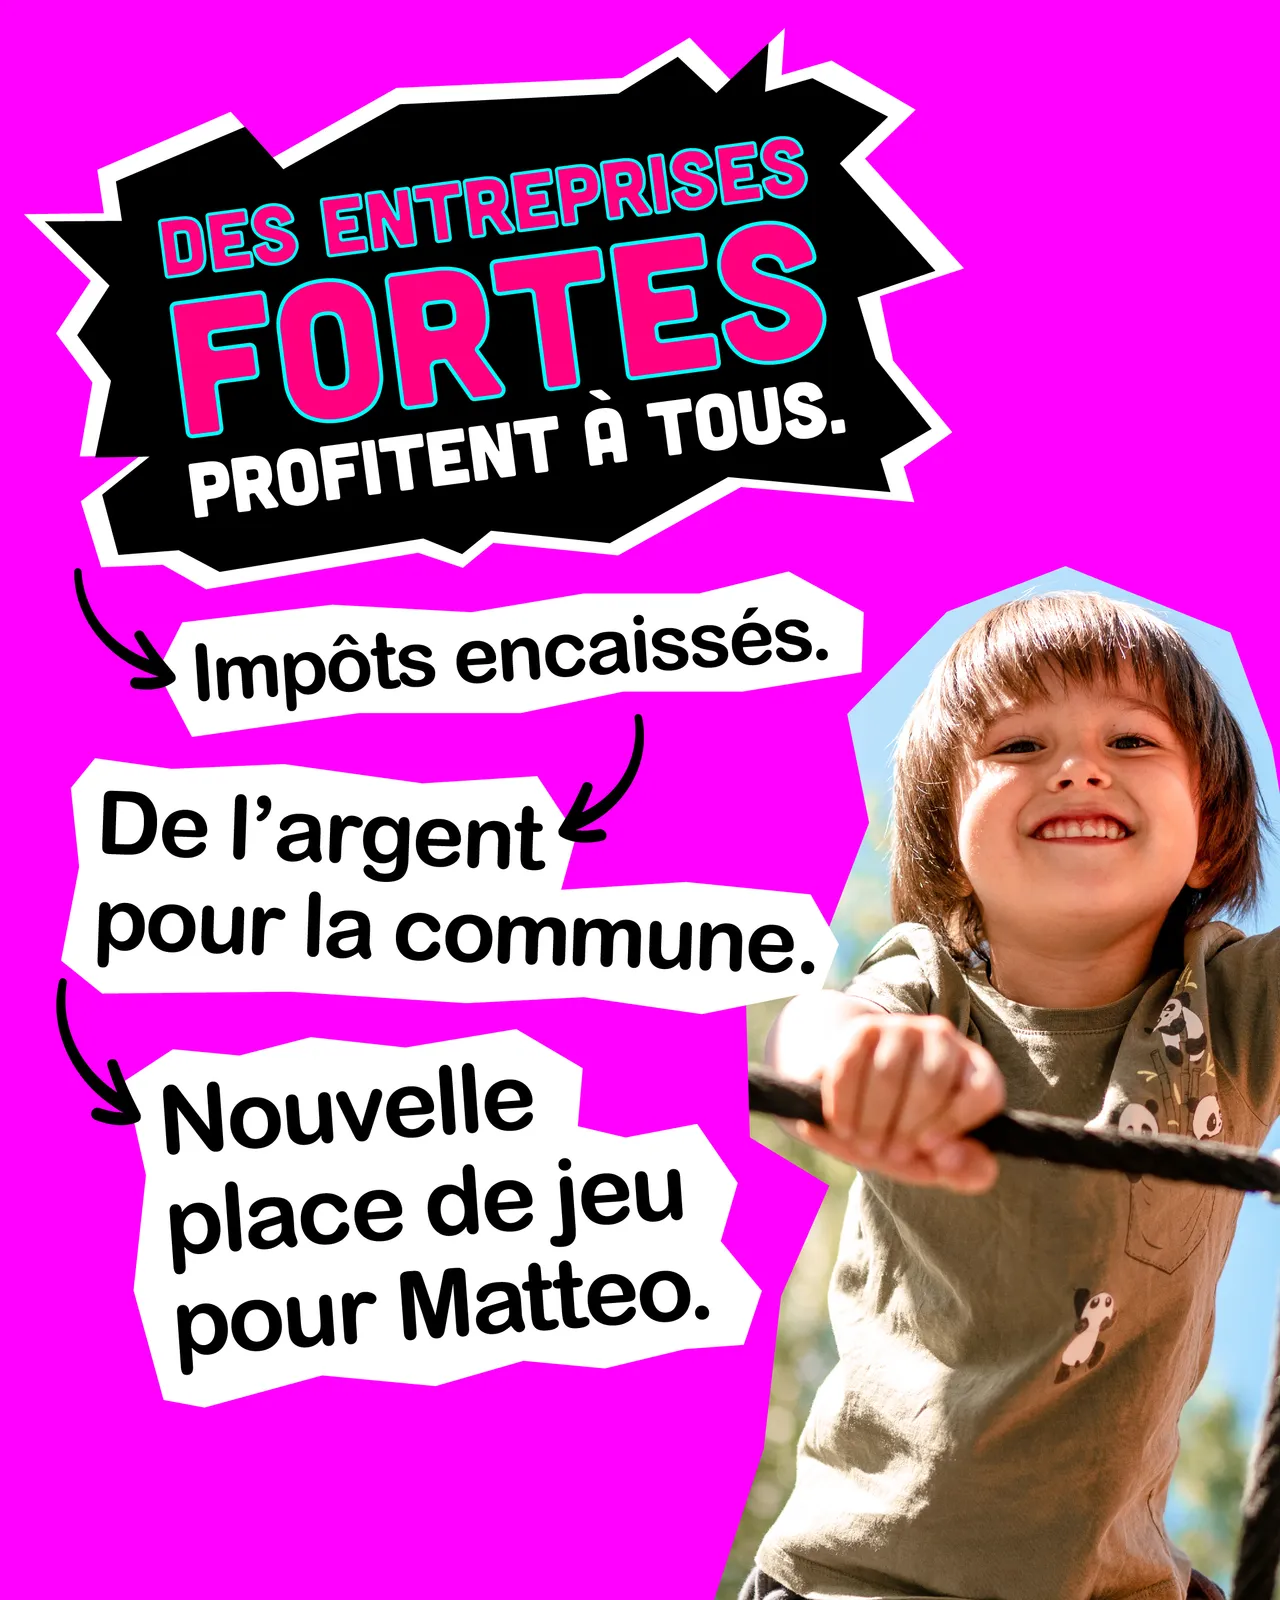 DES ENTREPRISES
FORTES
PROFITENT À TOUS.
Impôts encaissés.
De l’argent
pour la commune.
Nouvelle
place de jeu
pour Matteo.